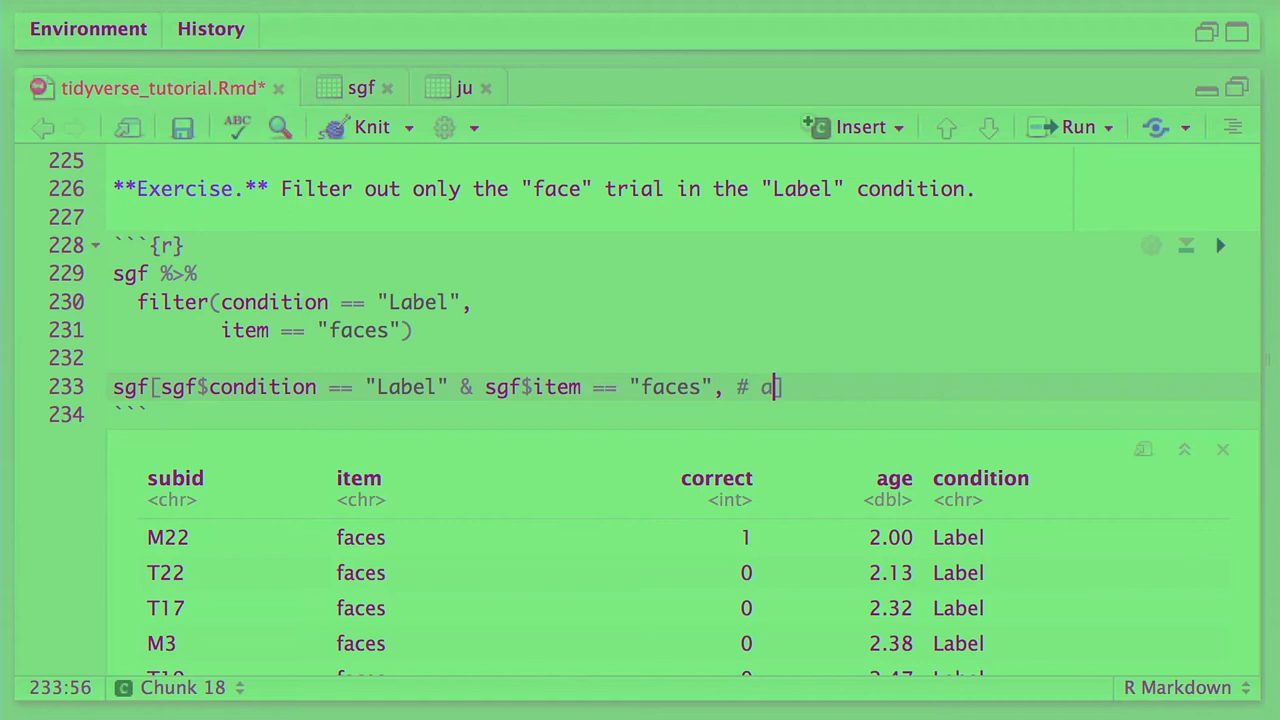 Environment History
tidyverse_tutorial.Rmd* sgf ju
ABC Knit Insert Run
225
226 **Exercise.** Filter out only the "face" trial in the "Label" condition.
227
228 ```{r}
229 sgf %>%
230 filter(condition == "Label",
231 item == "faces")
232
233 sgf[sgf$condition == "Label" & sgf$item == "faces", # a]
234 ```
subid item correct age condition
<chr> <chr> <int> <dbl> <chr>
M22 faces 1 2.00 Label
T22 faces 0 2.13 Label
T17 faces 0 2.32 Label
M3 faces 0 2.38 Label
233:56 Chunk 18 R Markdown